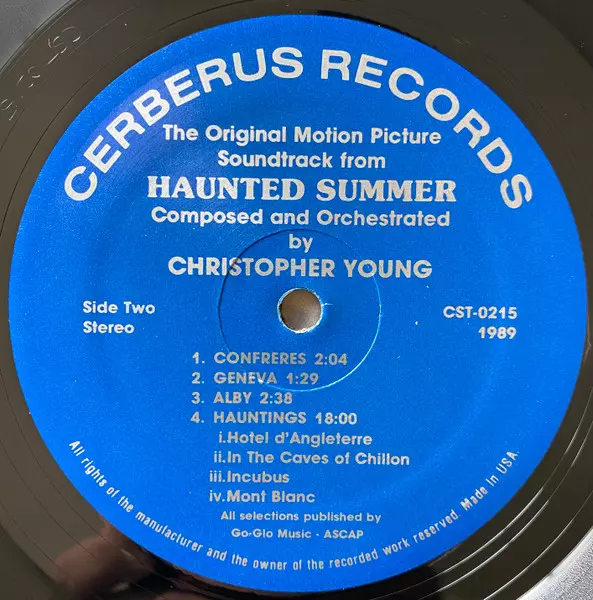 CERBERUS RECORDS
The Original Motion Picture
Soundtrack from
HAUNTED SUMMER
Composed and Orchestrated
by
CHRISTOPHER YOUNG
Side Two
Stereo
CST-0215
1989
1. CONFRERES 2:04
2. GENEVA 1:29
3. ALBY 2:38
4. HAUNTINGS 18:00
i.Hotel d'Angleterre
ii.In The Caves of Chillon
iii.Incubus
iv.Mont Blanc
All selections published by
Go-Glo Music · ASCAP
All rights of the manufacturer and the owner of the recorded work reserved. Made in USA.